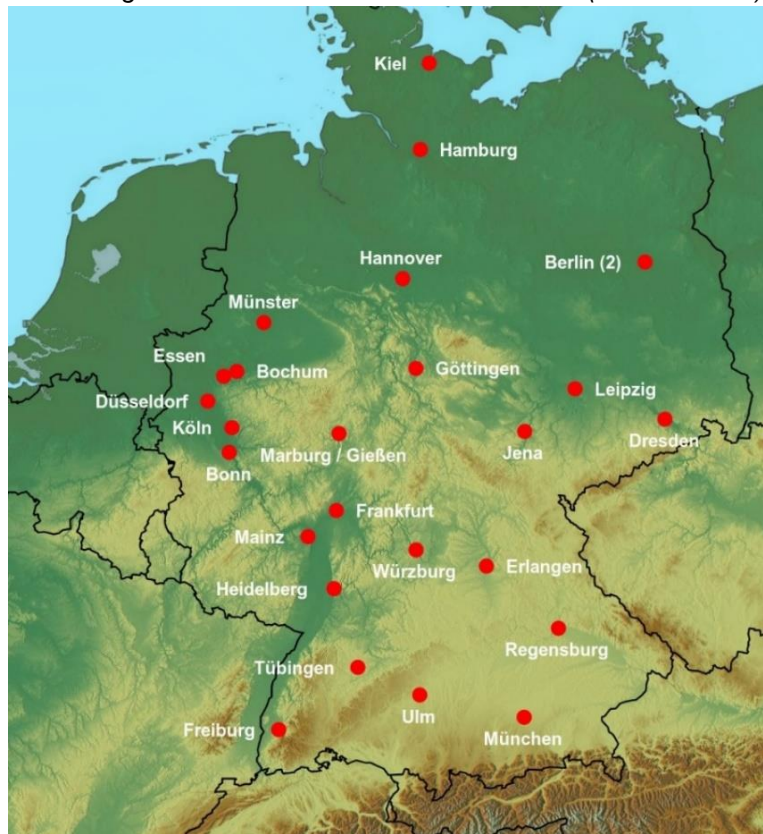 Kiel
Hamburg
Hannover
Berlin (2)
Münster
Essen
Bochum
Göttingen
Leipzig
Düsseldorf
Köln
Dresden
Marburg / Gießen
Jena
Bonn
Frankfurt
Mainz
Würzburg
Erlangen
Heidelberg
Regensburg
Tübingen
Ulm
Freiburg
München